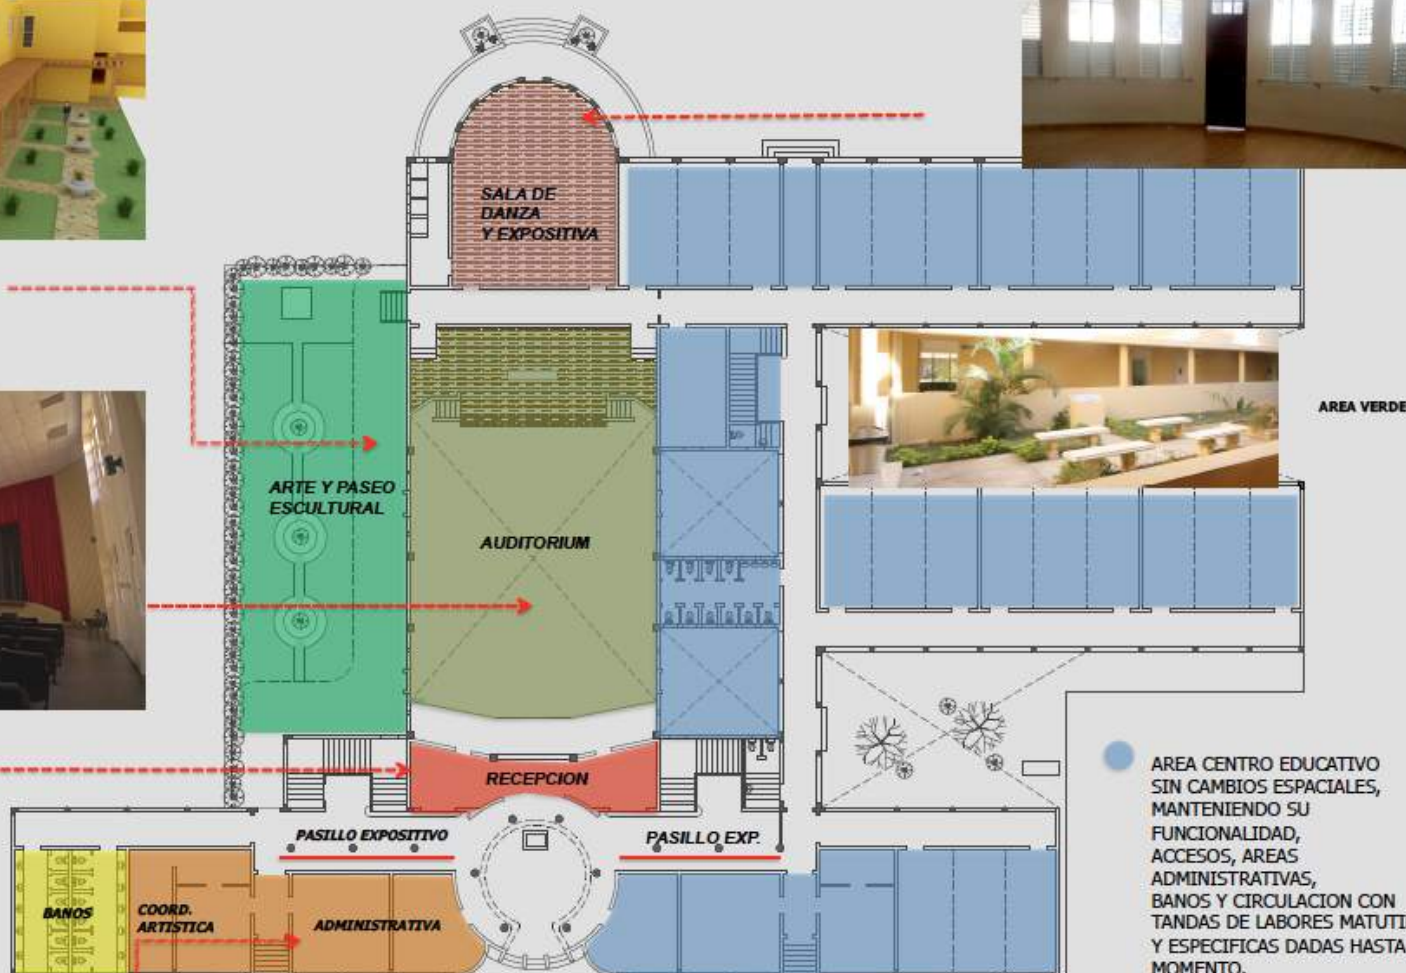 SALA DE
DANZA
Y EXPOSITIVA
AREA VERDE
ARTE Y PASEO
ESCULTURAL
AUDITORIUM
RECEPCION
PASILLO EXPOSITIVO
PASILLO EXP.
BANOS
COORD.
ARTISTICA
ADMINISTRATIVA
AREA CENTRO EDUCATIVO
SIN CAMBIOS ESPACIALES,
MANTENIENDO SU
FUNCIONALIDAD,
ACCESOS, AREAS
ADMINISTRATIVAS,
BANOS Y CIRCULACION CON
TANDAS DE LABORES MATUTI
Y ESPECIFICAS DADAS HASTA
MOMENTO.